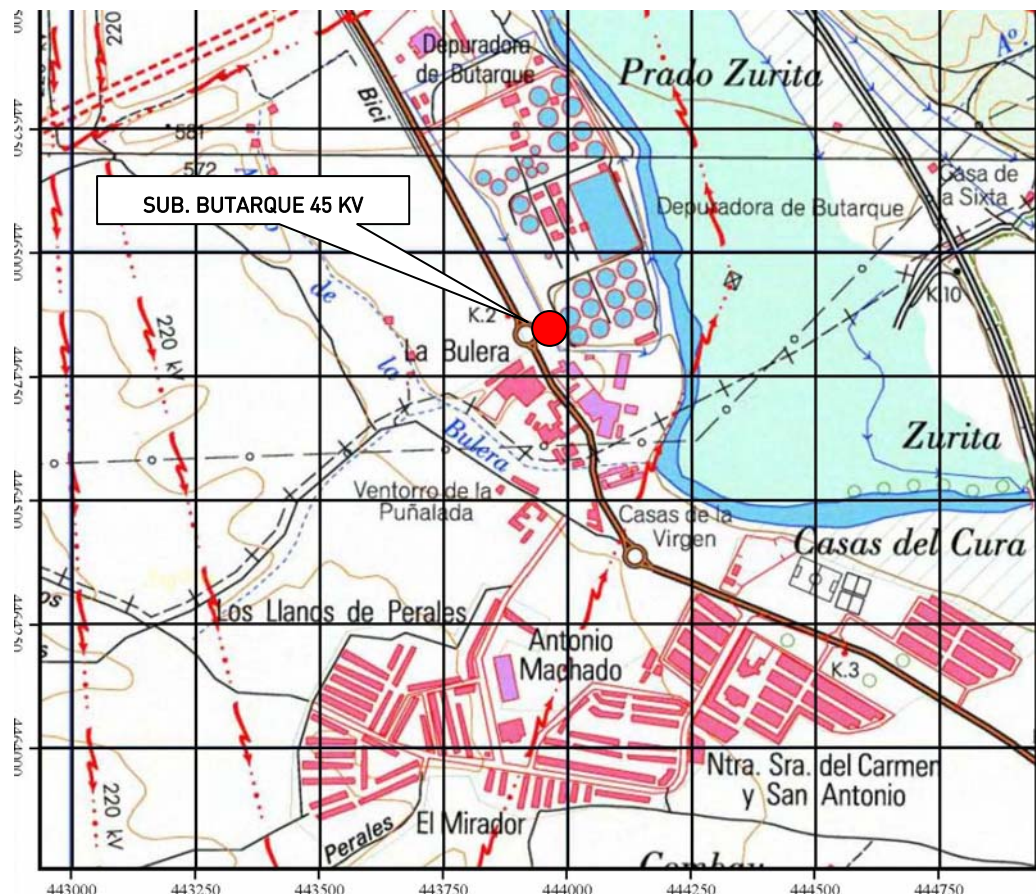 220
220
Depuradora
de Butarque
Prado Zurita
Aº.
Bici
581
572
Casa de
la Sixta
SUB. BUTARQUE 45 KV
Depuradora de Butarque
de
K.10
K.2
220 kV
La Bulera
la
Bulera
Zurita
Ventorro de la
Puñalada
Casas de la
Virgen
Casas del Cura
os
Los Llanos de Perales
s
Antonio
Machado
K.3
Ntra. Sra. del Carmen
y San Antonio
220 kV
El Mirador
Perales
443000 443250 443500 443750 444000 444250 444500 444750